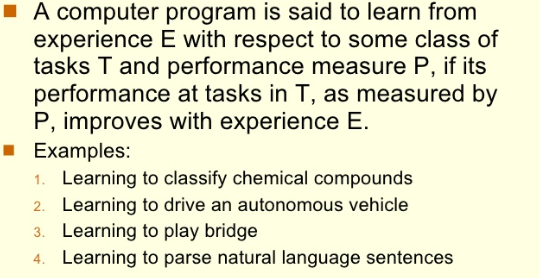 A computer program is said to learn from
experience E with respect to some class of
tasks T and performance measure P, if its
performance at tasks in T, as measured by
P, improves with experience E.
Examples:
1. Learning to classify chemical compounds
2. Learning to drive an autonomous vehicle
3. Learning to play bridge
4. Learning to parse natural language sentences